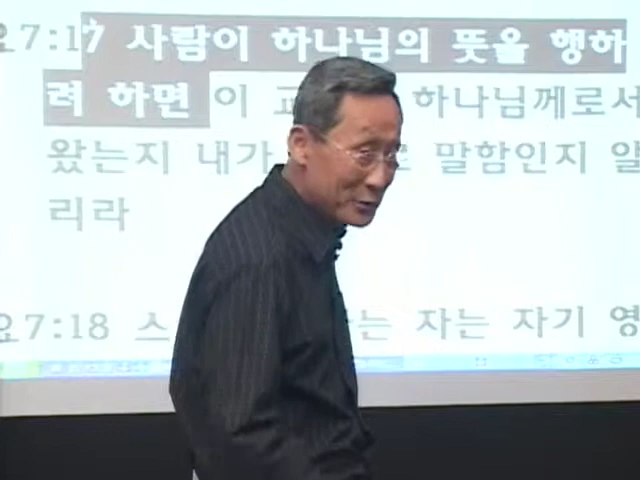 요7:17 사람이 하나님의 뜻을 행하
려 하면 이 하나님께로서
왔는지 내가 말함인지 알
리라
요7:18 스 는 자는 자기 영